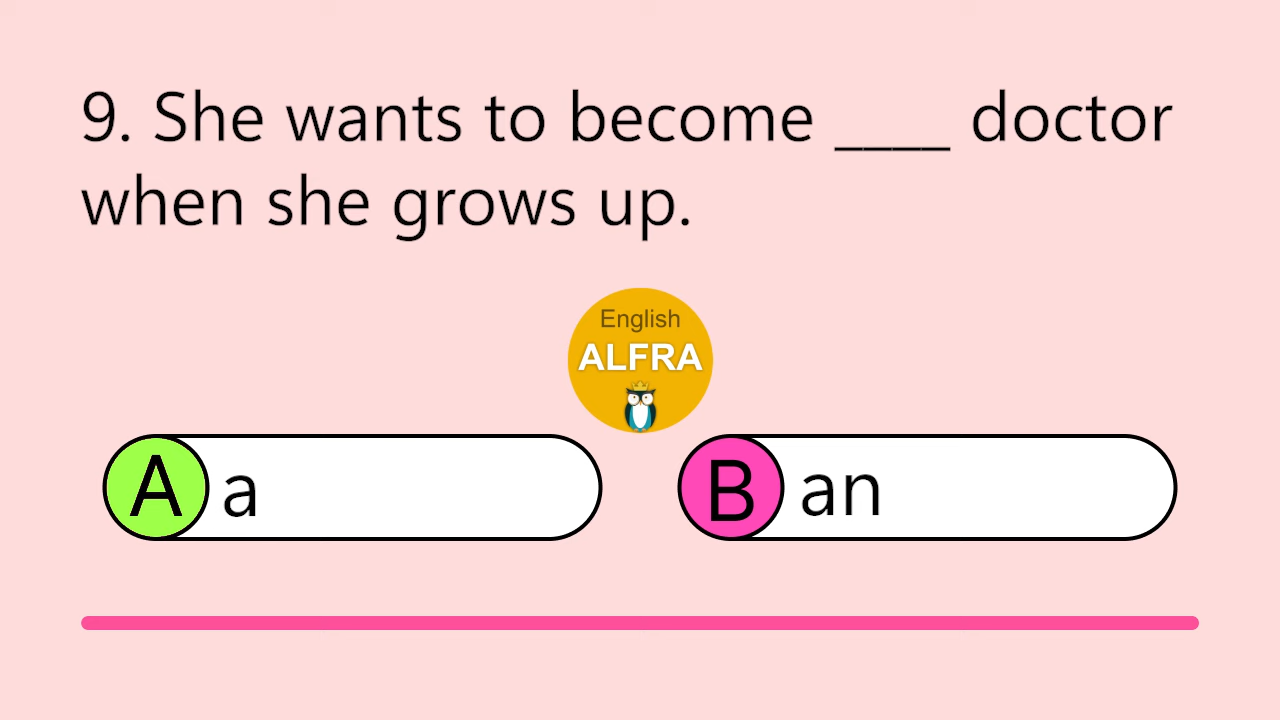 9. She wants to become ____ doctor
when she grows up.
English
ALFRA
A a
B an